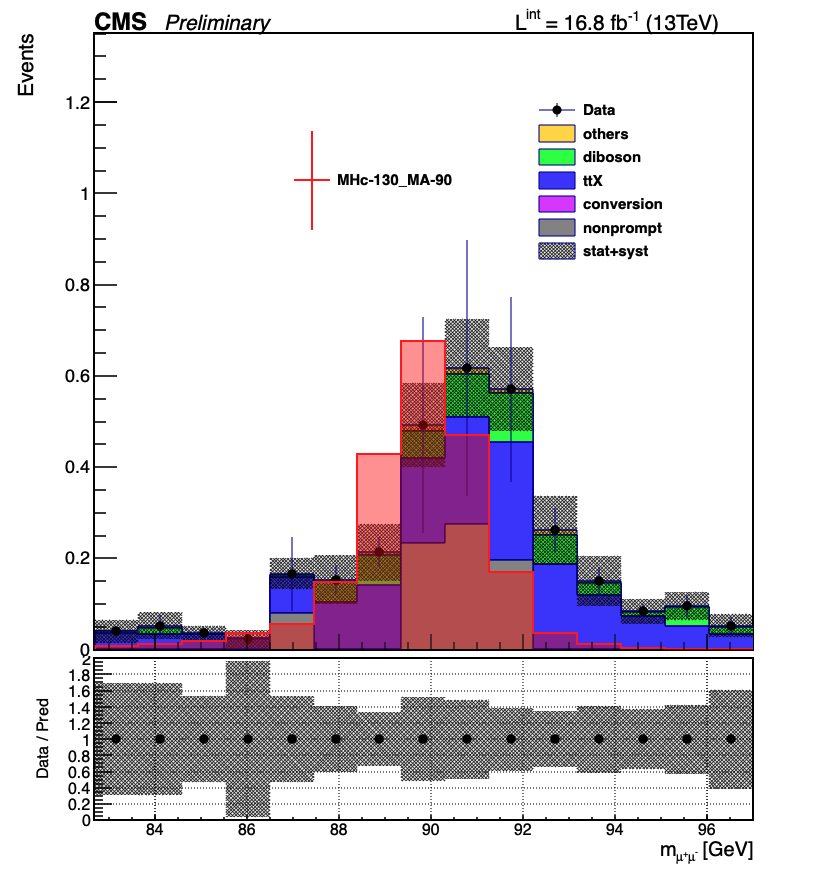 CMS Preliminary L^int = 16.8 fb^-1 (13TeV)
Events
1.2
1
0.8
0.6
0.4
0.2
0
MHc-130_MA-90
Data
others
diboson
ttX
conversion
nonprompt
stat+syst
Data / Pred
2
1.8
1.6
1.4
1.2
1
0.8
0.6
0.4
0.2
0
84 86 88 90 92 94 96
m_μ⁺μ⁻ [GeV]